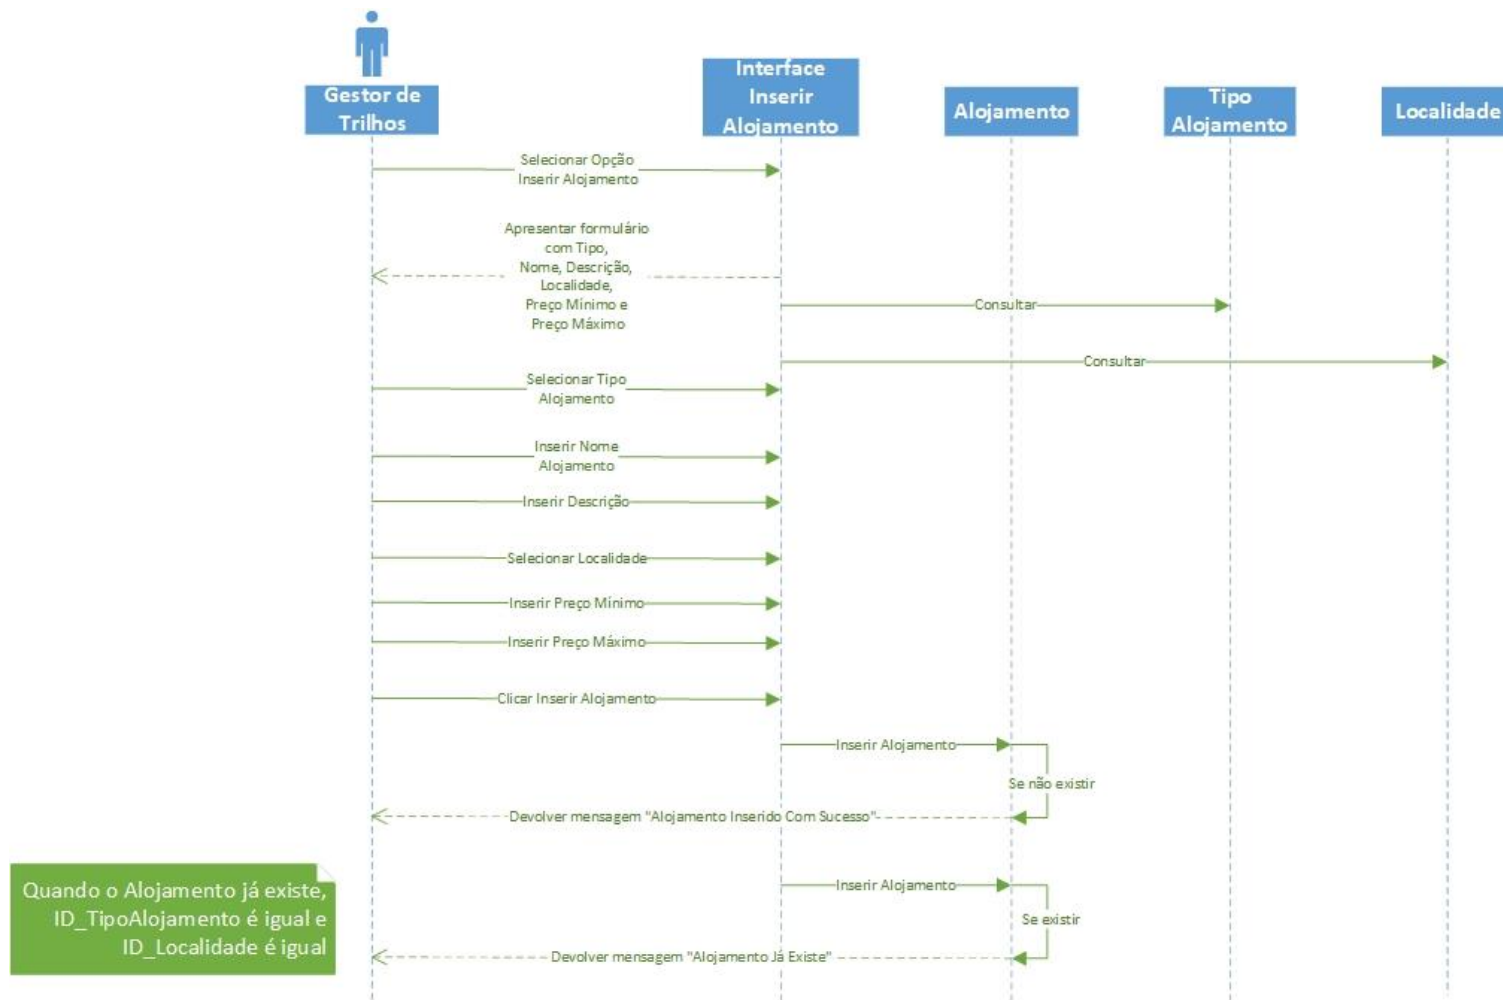 Gestor de
Trilhos
Interface
Inserir
Alojamento
Alojamento
Tipo
Alojamento
Localidade
Selecionar Opção
Inserir Alojamento
Apresentar formulário
com Tipo,
Nome, Descrição,
Localidade,
Preço Mínimo e
Preço Máximo
Consultar
Consultar
Selecionar Tipo
Alojamento
Inserir Nome
Alojamento
Inserir Descrição
Selecionar Localidade
Inserir Preço Mínimo
Inserir Preço Máximo
Clicar Inserir Alojamento
Inserir Alojamento
Se não existir
Devolver mensagem "Alojamento Inserido Com Sucesso"
Quando o Alojamento já existe,
ID_TipoAlojamento é igual e
ID_Localidade é igual
Inserir Alojamento
Se existir
Devolver mensagem "Alojamento Já Existe"